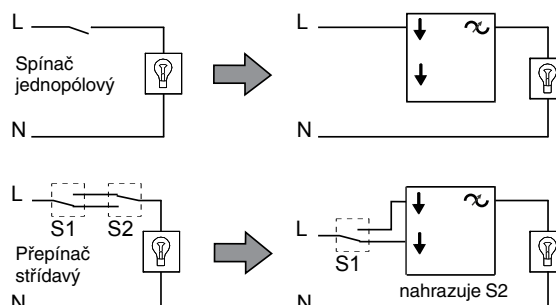 L
Spínač
jednopólový
N
L
N
L
S1 S2
Přepínač
střídavý
N
L
S1
nahrazuje S2
N